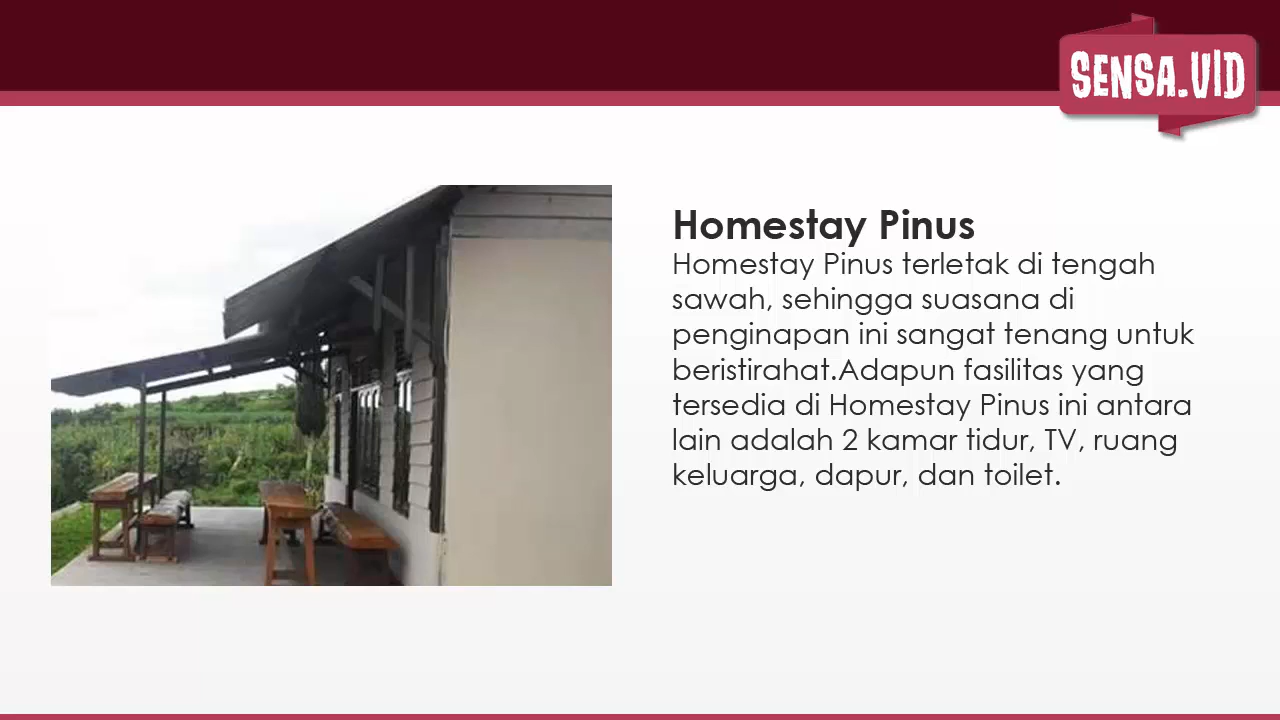 SENSA.VID
Homestay Pinus
Homestay Pinus terletak di tengah
sawah, sehingga suasana di
penginapan ini sangat tenang untuk
beristirahat.Adapun fasilitas yang
tersedia di Homestay Pinus ini antara
lain adalah 2 kamar tidur, TV, ruang
keluarga, dapur, dan toilet.